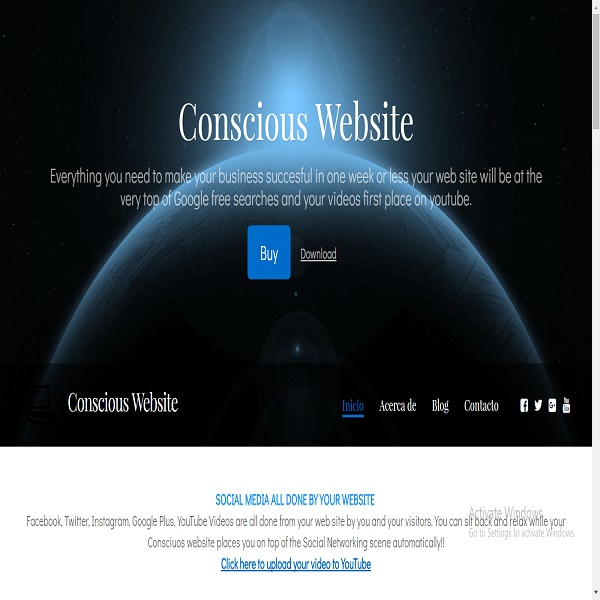 Conscious Website
Everything you need to make your business succesful in one week or less your web site will be at the
very top of Google free searches and your videos first place on youtube.
Buy
Download
Conscious Website
Inicio Acerca de Blog Contacto
SOCIAL MEDIA ALL DONE BY YOUR WEBSITE
Facebook, Twitter. Instagram, Google Plus, YouTube Videos are all done from your web site by you and your visitors. You can sit back and relax while your
Consciuos website places you on top of the Social Networking scene automatically!!
Click here to upload your video to YouTube
Activate Windows
Go to Settings to activate Windows.